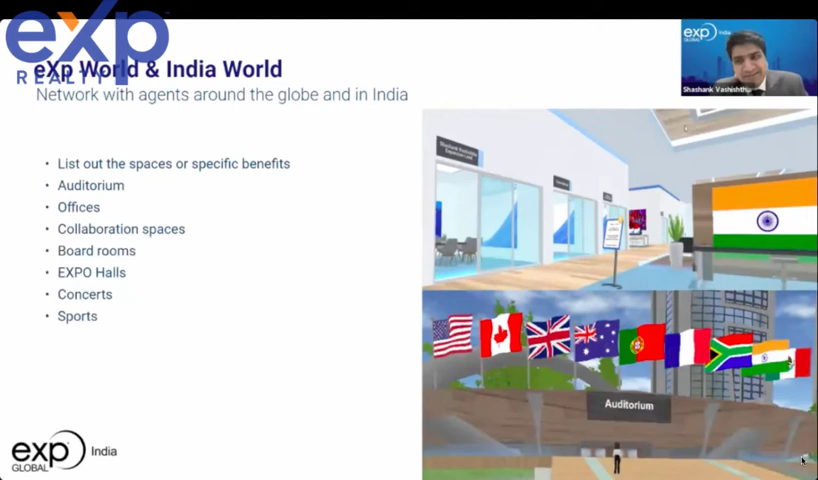 exp
REALTY
eXp World & India World
Network with agents around the globe and in India
exp India
GLOBAL
Shashank Vashishth...
• List out the spaces or specific benefits
• Auditorium
• Offices
• Collaboration spaces
• Board rooms
• EXPO Halls
• Concerts
• Sports
Auditorium
exp India
GLOBAL